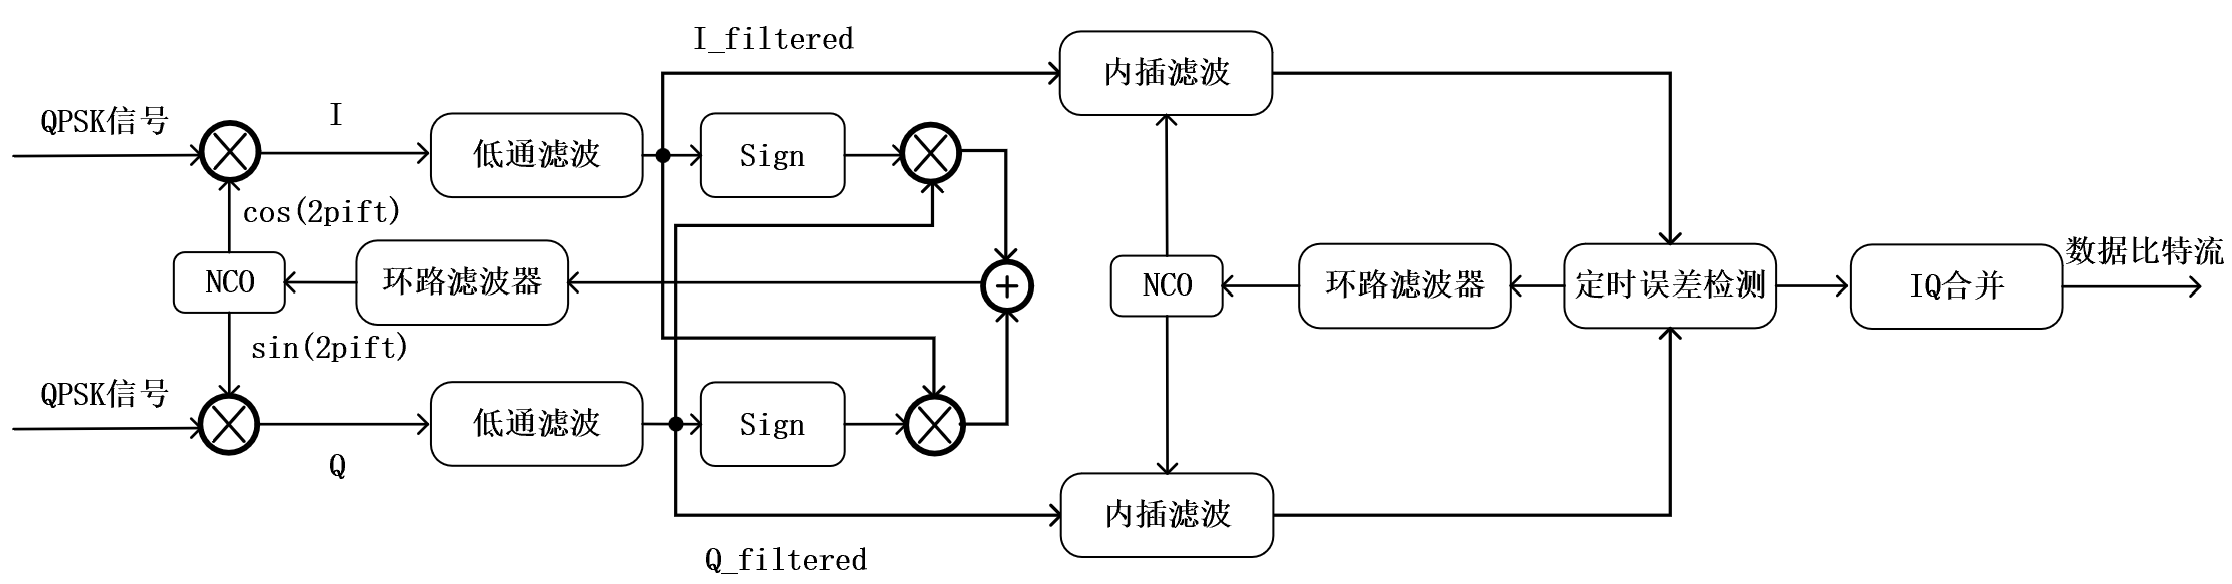 I_filtered
内插滤波
QPSK信号
I
低通滤波
Sign
cos(2pift)
NCO
环路滤波器
+
NCO
环路滤波器
定时误差检测
IQ合并
数据比特流
sin(2pift)
QPSK信号
低通滤波
Sign
Q
内插滤波
Q_filtered